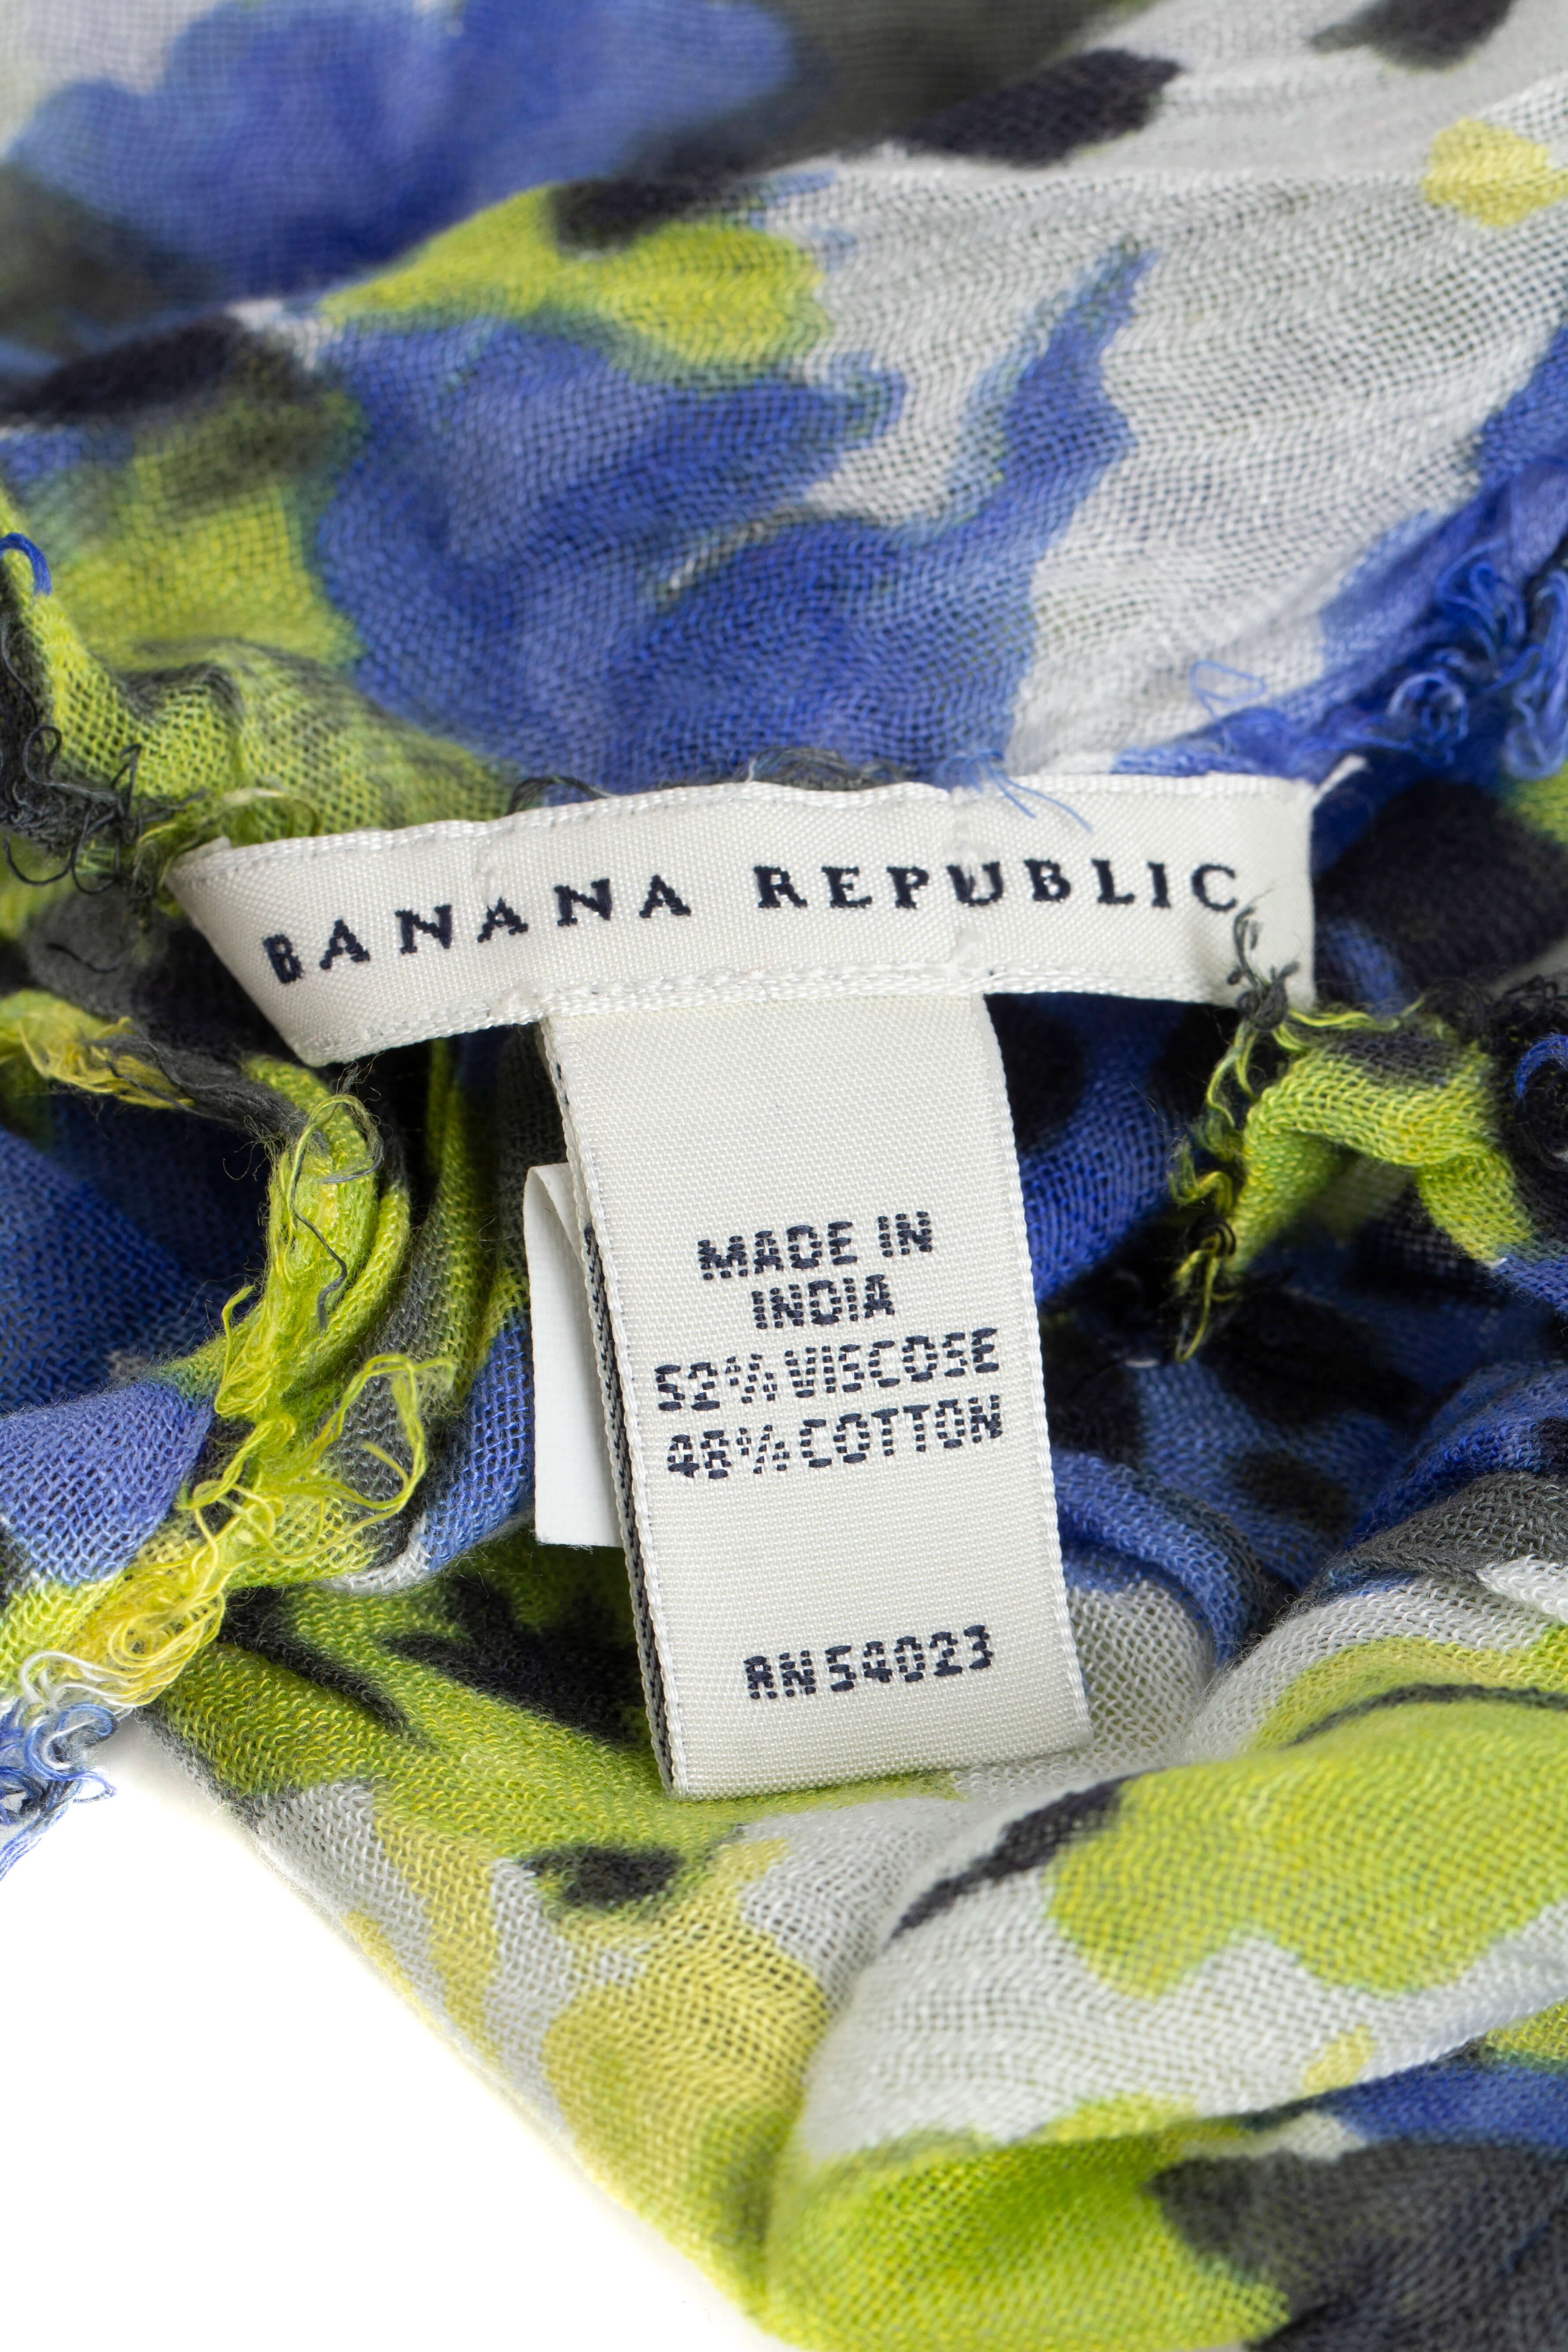 BANANA REPUBLIC
MADE IN
INDIA
52% VISCOSE
48% COTTON
RN 54023